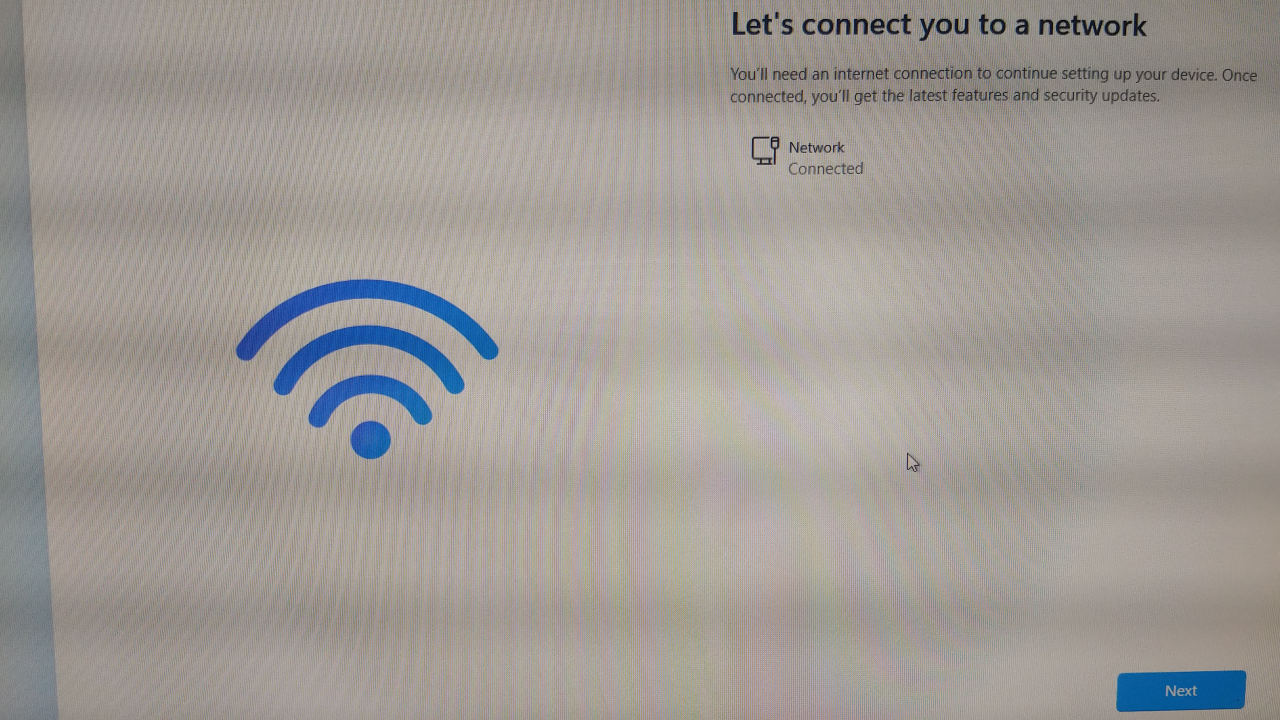 Let's connect you to a network
You'll need an internet connection to continue setting up your device. Once
connected, you'll get the latest features and security updates.
Network
Connected
Next